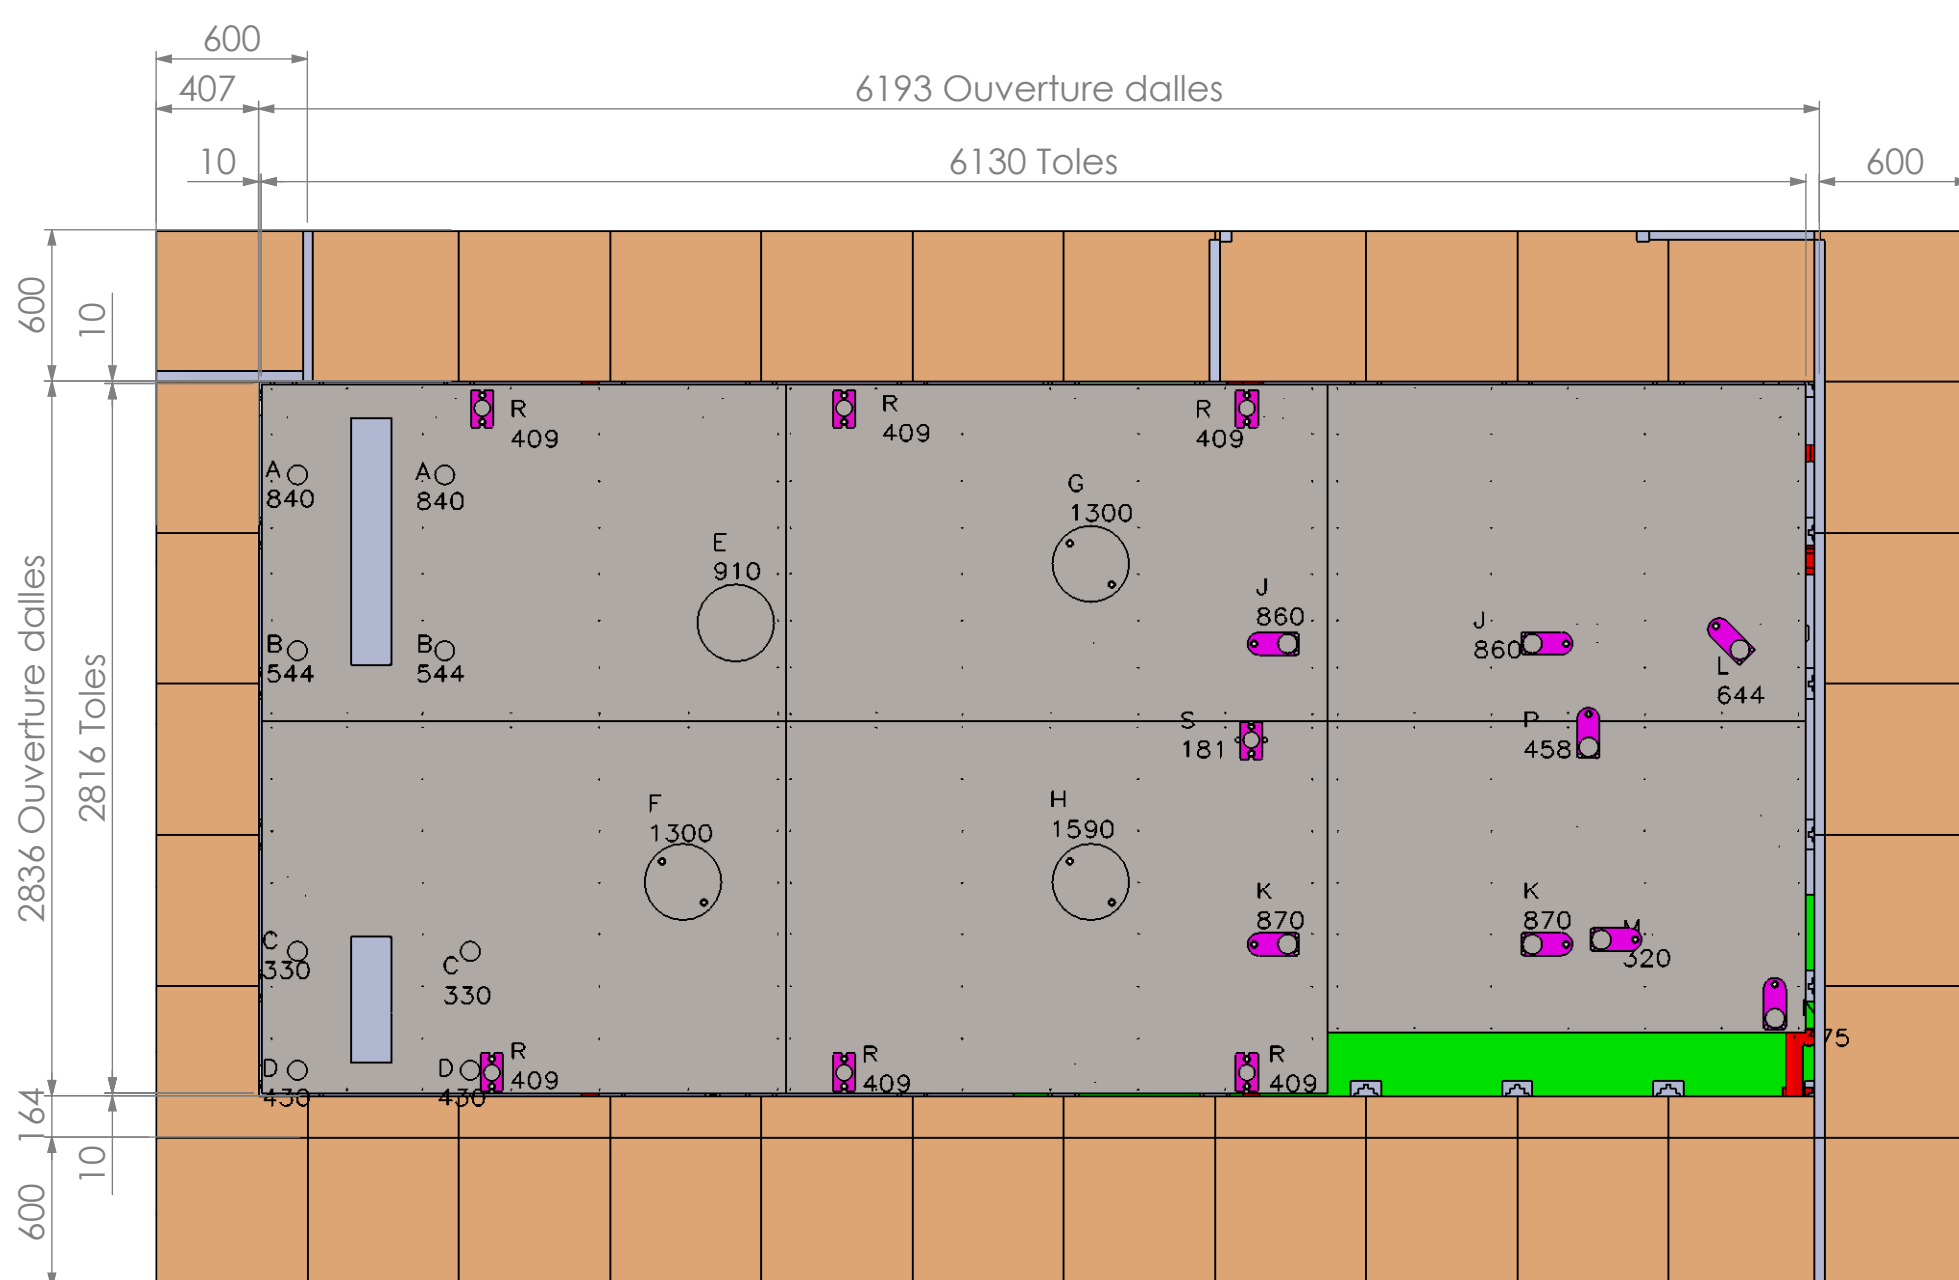 600
407
6193 Ouverture dalles
10
6130 Toles
600
600
10
2836 Ouverture dalles
2816 Toles
164
10
600
R
409
R
409
R
409
A
840
A
840
G
1300
E
910
J
860
J
860
B
544
B
544
L
644
S
181
P
458
F
1300
H
1590
K
870
K
870
M
320
C
330
C
330
375
D
430
D
430
R
409
R
409
R
409